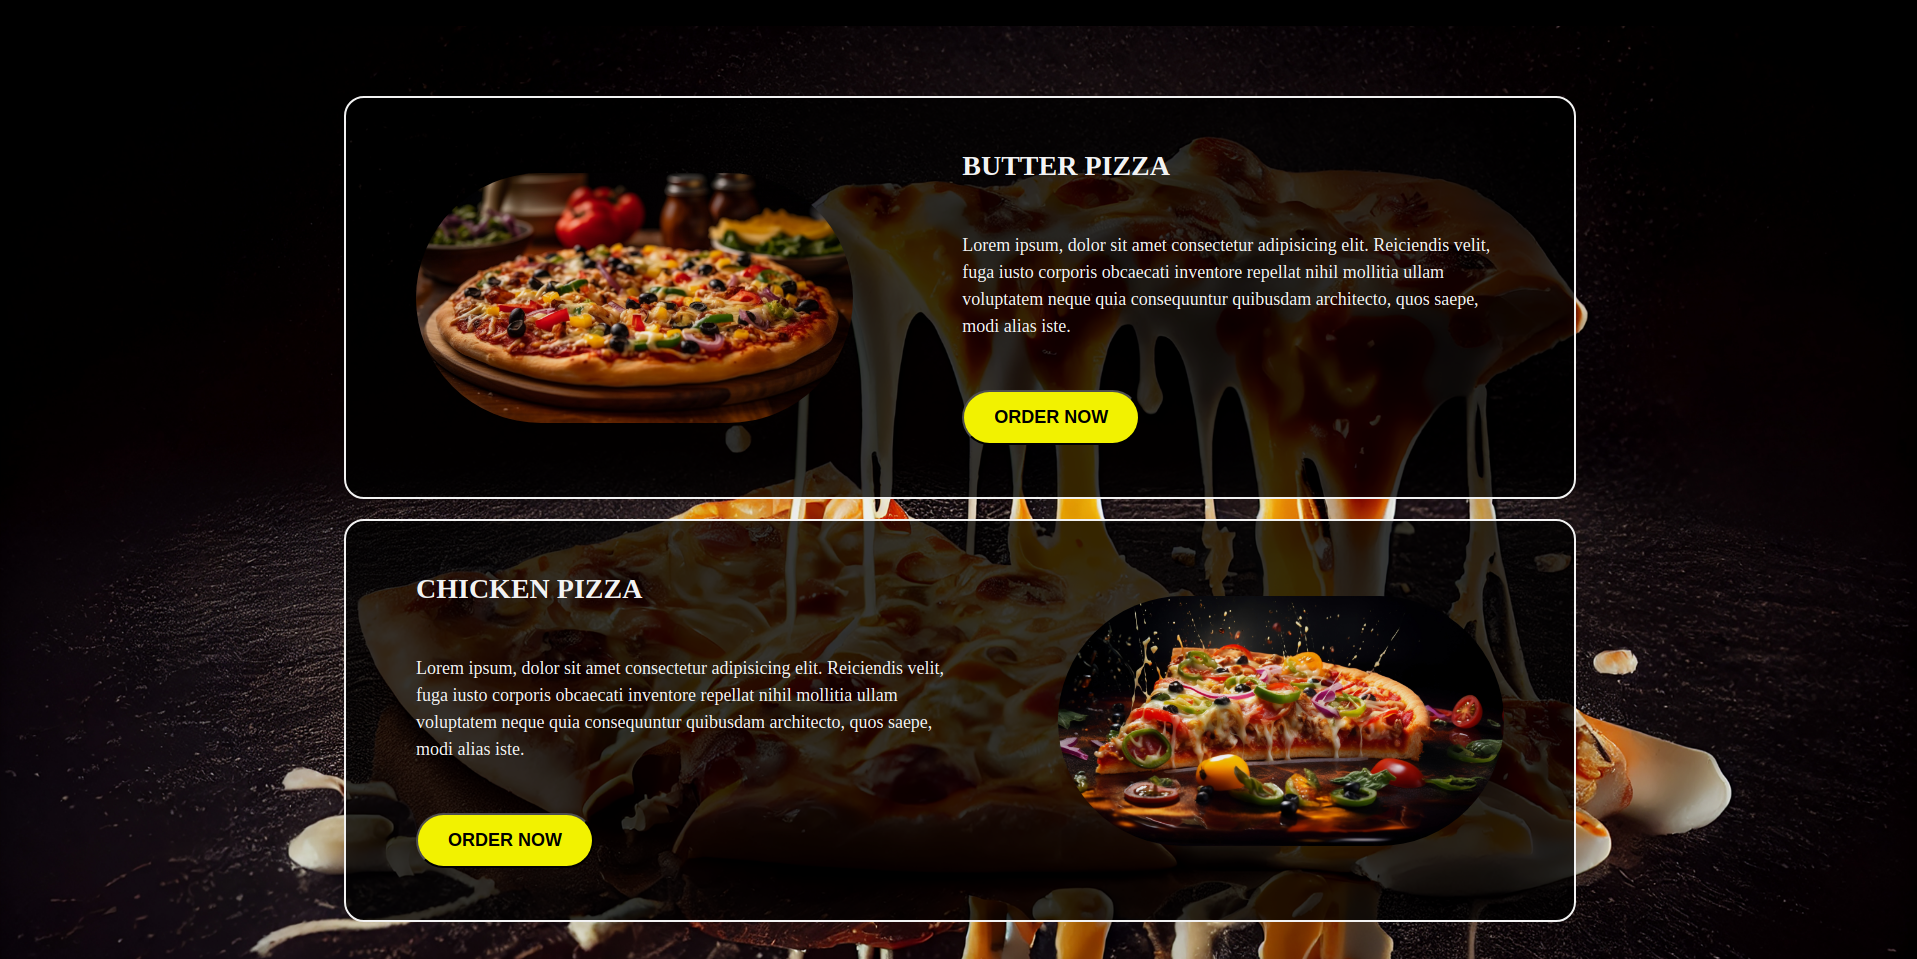 BUTTER PIZZA
Lorem ipsum, dolor sit amet consectetur adipisicing elit. Reiciendis velit,
fuga iusto corporis obcaecati inventore repellat nihil mollitia ullam
voluptatem neque quia consequuntur quibusdam architecto, quos saepe,
modi alias iste.
ORDER NOW
CHICKEN PIZZA
Lorem ipsum, dolor sit amet consectetur adipisicing elit. Reiciendis velit,
fuga iusto corporis obcaecati inventore repellat nihil mollitia ullam
voluptatem neque quia consequuntur quibusdam architecto, quos saepe,
modi alias iste.
ORDER NOW